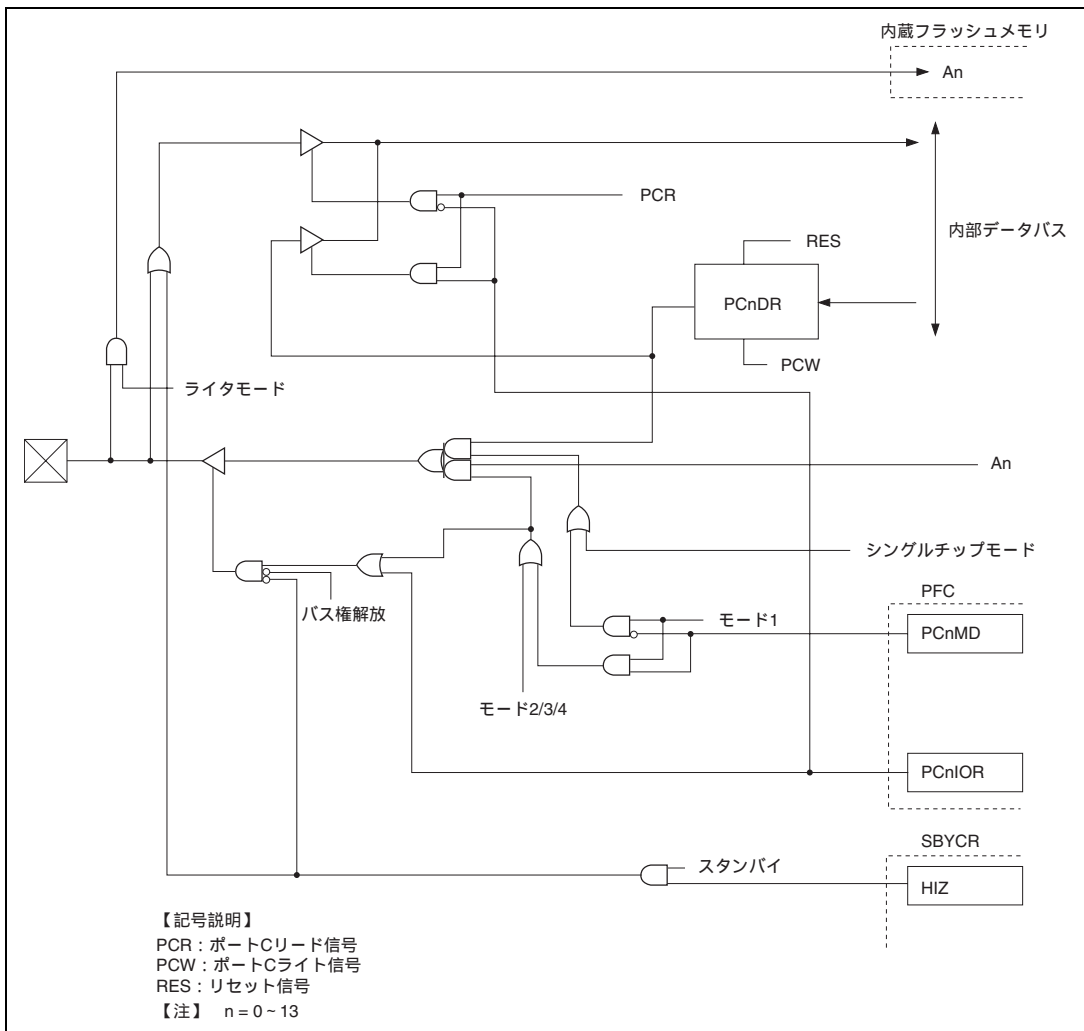 内蔵フラッシュメモリ
An
PCR
RES
内部データバス
PCnDR
PCW
ライタモード
An
シングルチップモード
PFC
バス権解放
モード1
PCnMD
モード2/3/4
PCnIOR
SBYCR
スタンバイ
HIZ
【記号説明】
PCR:ポートCリード信号
PCW:ポートCライト信号
RES:リセット信号
【注】 n = 0~13